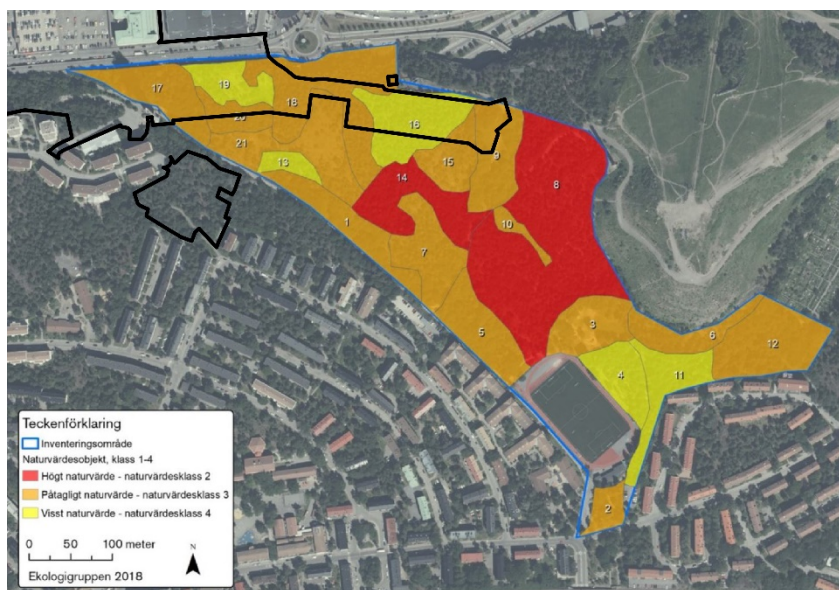 19
17
18
16
20
21
13
15
9
14
8
1
10
7
3
6
5
12
4
11
2
Teckenförklaring
Inventeringsområde
Naturvärdesobjekt, klass 1-4
Högt naturvärde - naturvärdesklass 2
Påtagligt naturvärde - naturvärdesklass 3
Visst naturvärde - naturvärdesklass 4
0 50 100 meter
N
Ekologigruppen 2018